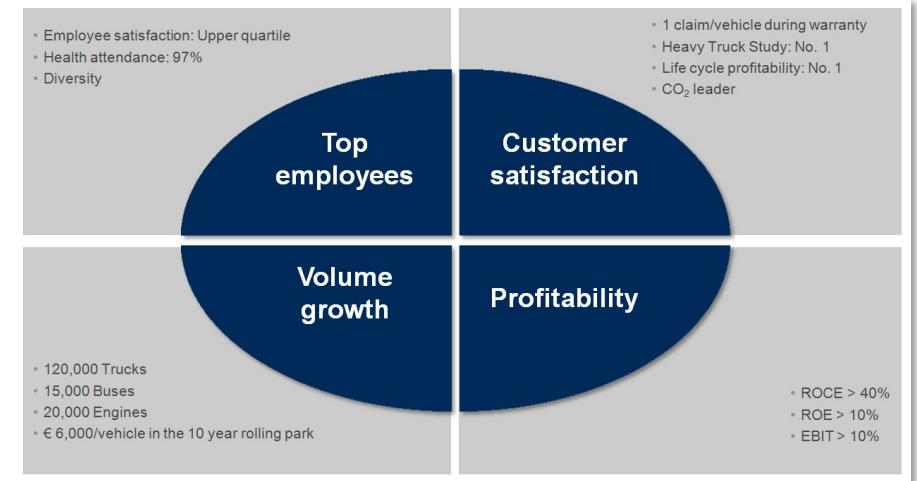 • Employee satisfaction: Upper quartile
• Health attendance: 97%
• Diversity
• 1 claim/vehicle during warranty
• Heavy Truck Study: No. 1
• Life cycle profitability: No. 1
• CO₂ leader
Top
employees
Customer
satisfaction
Volume
growth
Profitability
• 120,000 Trucks
• 15,000 Buses
• 20,000 Engines
• € 6,000/vehicle in the 10 year rolling park
• ROCE > 40%
• ROE > 10%
• EBIT > 10%